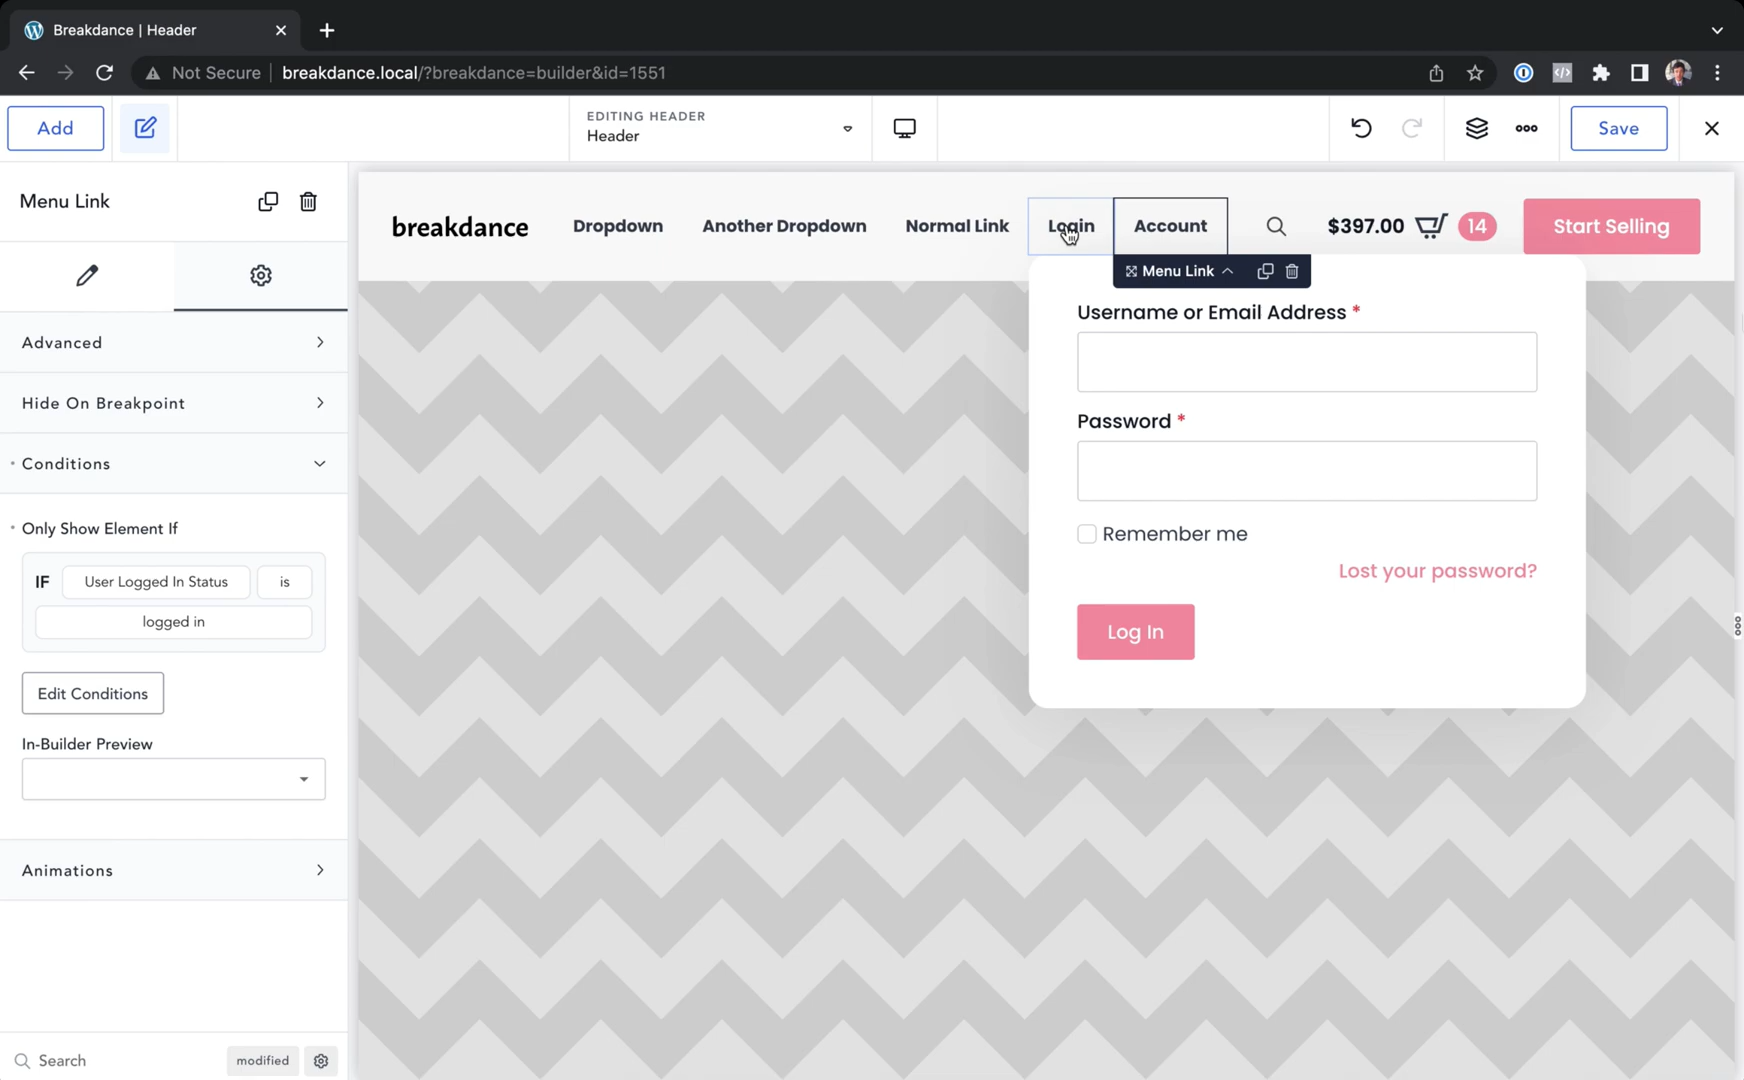 Breakdance | Header
Not Secure
breakdance.local/?breakdance=builder&id=1551
Add
EDITING HEADER
Header
Save
Menu Link
Advanced
Hide On Breakpoint
Conditions
Only Show Element If
IF User Logged In Status is
logged in
Edit Conditions
In-Builder Preview
Animations
Search
modified
breakdance Dropdown Another Dropdown Normal Link Login Account $397.00 14 Start Selling
Menu Link
Username or Email Address *
Password *
Remember me
Lost your password?
Log In